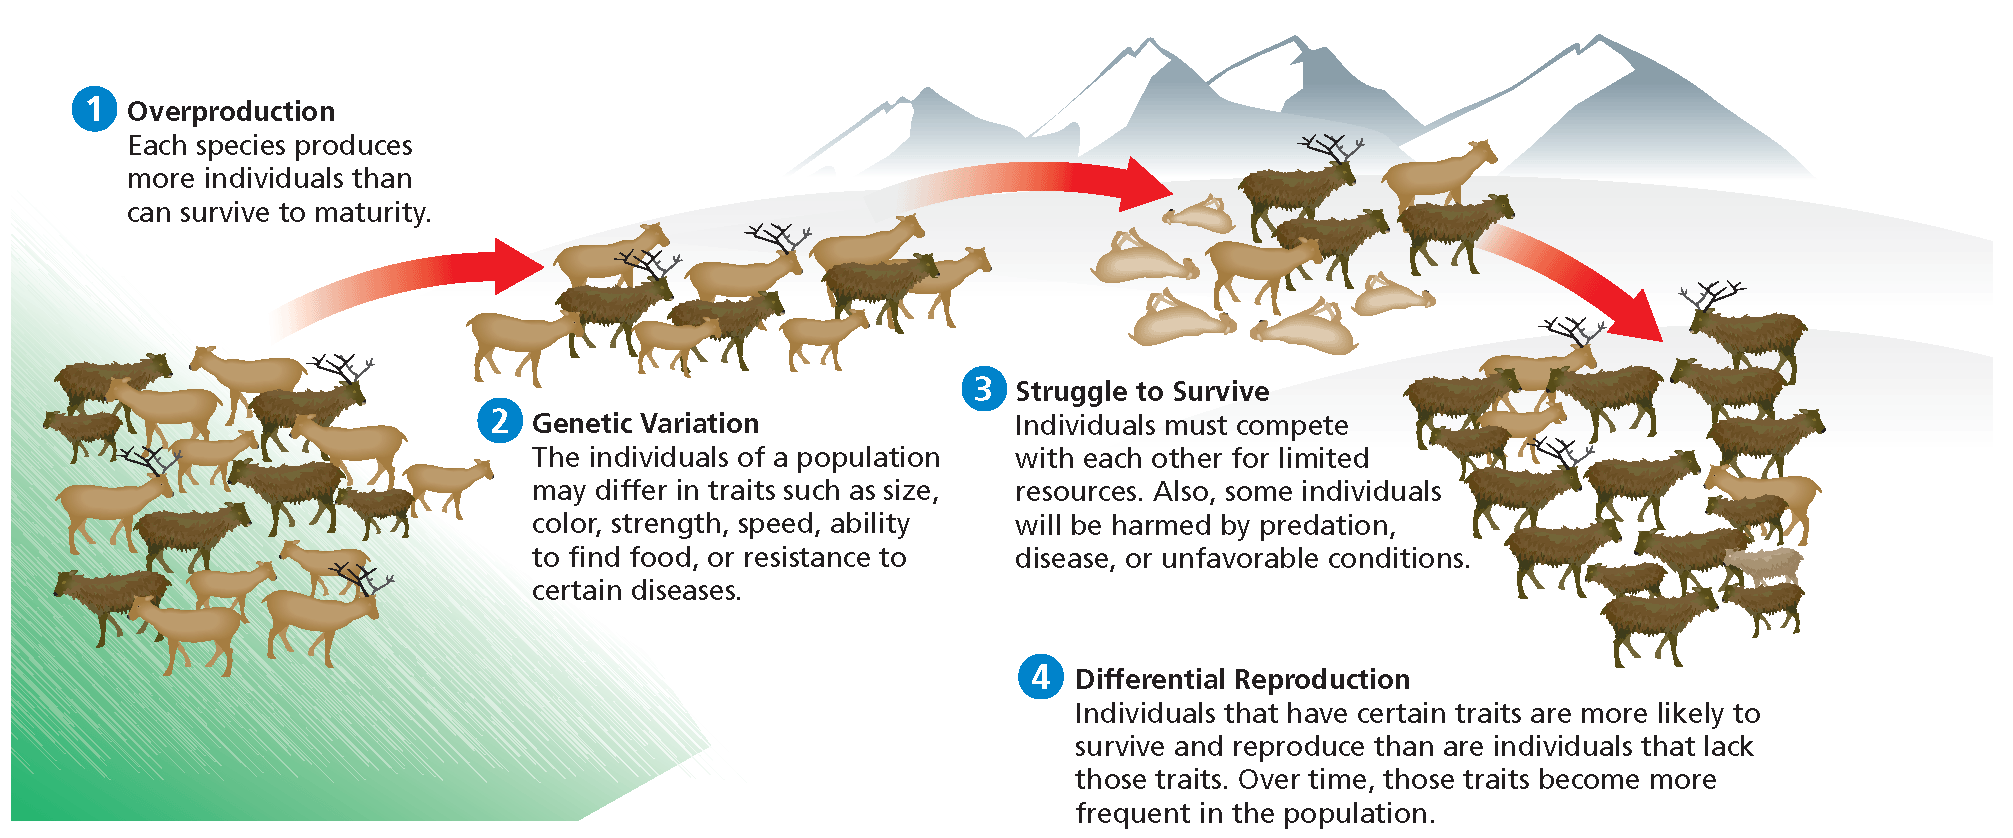 1 Overproduction
Each species produces
more individuals than
can survive to maturity.
2 Genetic Variation
The individuals of a population
may differ in traits such as size,
color, strength, speed, ability
to find food, or resistance to
certain diseases.
3 Struggle to Survive
Individuals must compete
with each other for limited
resources. Also, some individuals
will be harmed by predation,
disease, or unfavorable conditions.
4 Differential Reproduction
Individuals that have certain traits are more likely to
survive and reproduce than are individuals that lack
those traits. Over time, those traits become more
frequent in the population.